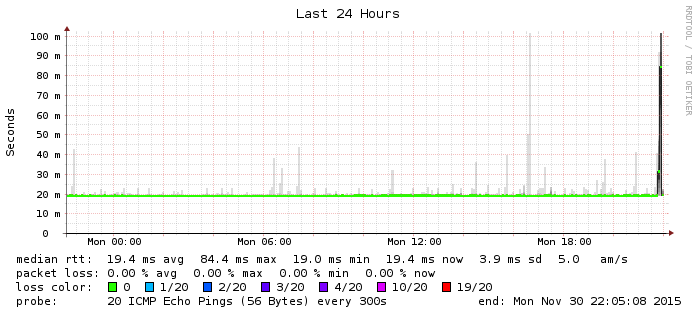 Last 24 Hours
RRDTOOL / TOBI OETIKER
Seconds
100 m
90 m
80 m
70 m
60 m
50 m
40 m
30 m
20 m
10 m
0
Mon 00:00 Mon 06:00 Mon 12:00 Mon 18:00
median rtt: 19.4 ms avg 84.4 ms max 19.0 ms min 19.4 ms now 3.9 ms sd 5.0 am/s
packet loss: 0.00 % avg 0.00 % max 0.00 % min 0.00 % now
loss color: 0 1/20 2/20 3/20 4/20 10/20 19/20
probe: 20 ICMP Echo Pings (56 Bytes) every 300s end: Mon Nov 30 22:05:08 2015